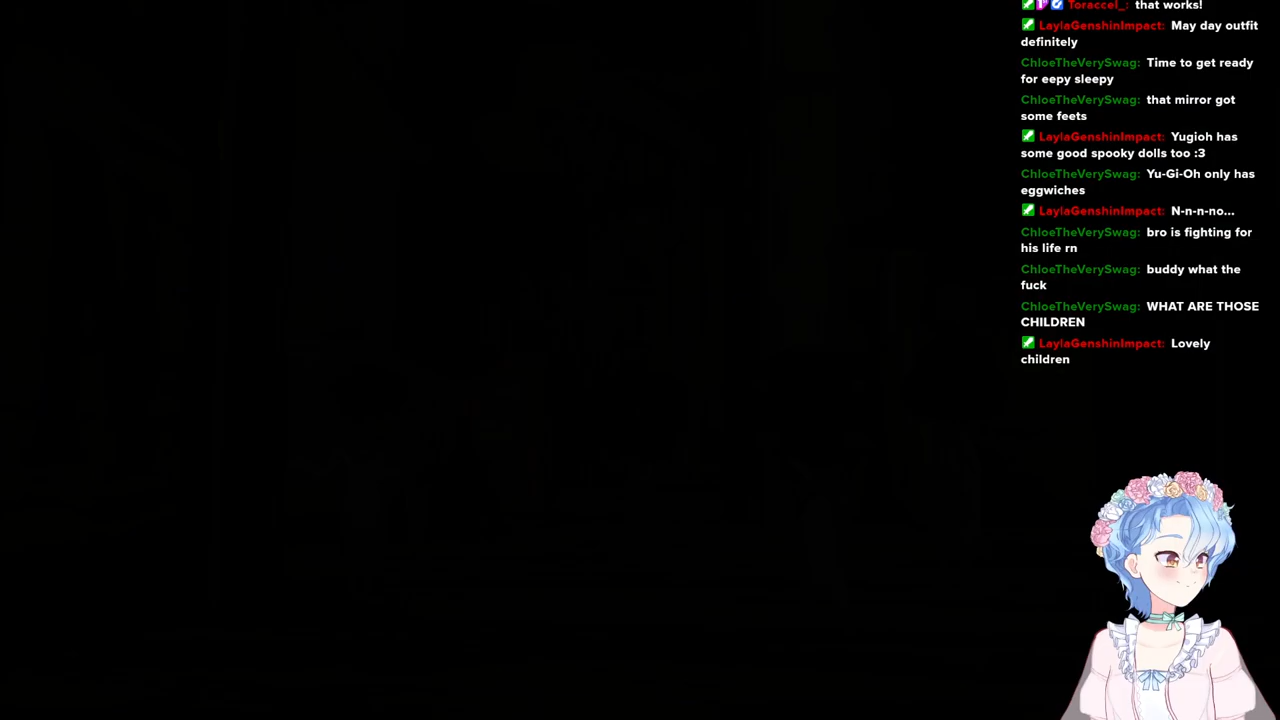 Toraccel_: that works!
LaylaGenshinImpact: May day outfit
definitely
ChloeTheVerySwag: Time to get ready
for eepy sleepy
ChloeTheVerySwag: that mirror got
some feets
LaylaGenshinImpact: Yugioh has
some good spooky dolls too :3
ChloeTheVerySwag: Yu-Gi-Oh only has
eggwiches
LaylaGenshinImpact: N-n-n-no...
ChloeTheVerySwag: bro is fighting for
his life rn
ChloeTheVerySwag: buddy what the
fuck
ChloeTheVerySwag: WHAT ARE THOSE
CHILDREN
LaylaGenshinImpact: Lovely
children